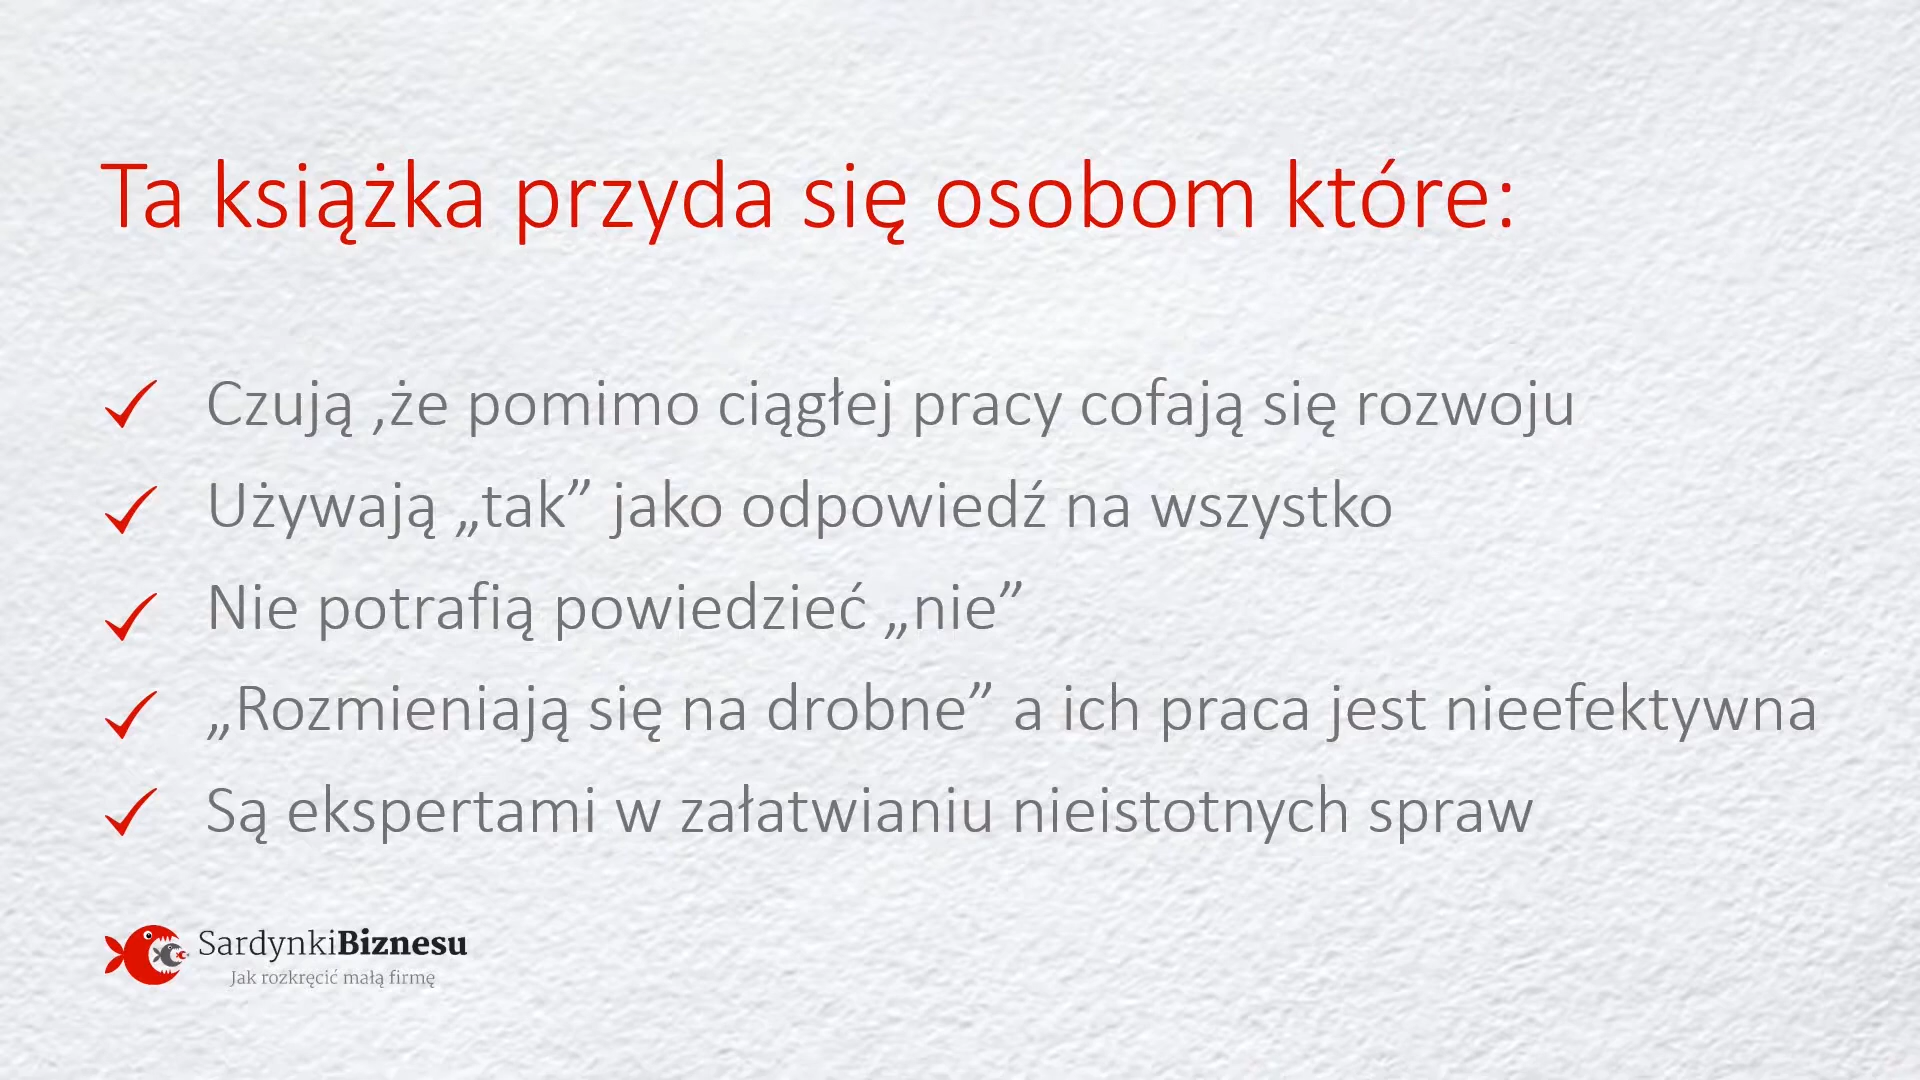 Ta książka przyda się osobom które:
Czują ,że pomimo ciągłej pracy cofają się rozwoju
Używają „tak” jako odpowiedź na wszystko
Nie potrafią powiedzieć „nie”
„Rozmieniają się na drobne” a ich praca jest nieefektywna
Są ekspertami w załatwianiu nieistotnych spraw
SardynkiBiznesu
Jak rozkręcić małą firmę